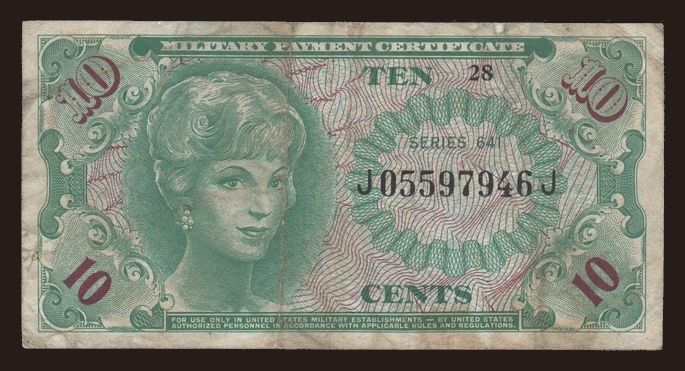 MILITARY PAYMENT CERTIFICATE
10 TEN 28 10
SERIES 641
J05597946J
10 CENTS 10
FOR USE ONLY IN UNITED STATES MILITARY ESTABLISHMENTS — BY UNITED STATES
AUTHORIZED PERSONNEL IN ACCORDANCE WITH APPLICABLE RULES AND REGULATIONS.